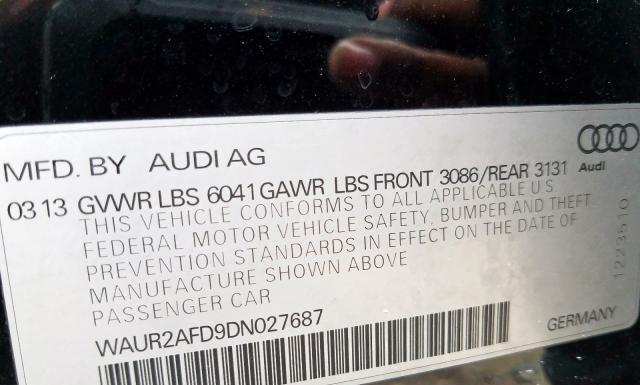 MFD. BY AUDI AG
Audi
03 13 GVWR LBS 6041 GAWR LBS FRONT 3086/REAR 3131
THIS VEHICLE CONFORMS TO ALL APPLICABLE U S
FEDERAL MOTOR VEHICLE SAFETY, BUMPER AND THEFT
PREVENTION STANDARDS IN EFFECT ON THE DATE OF
MANUFACTURE SHOWN ABOVE
PASSENGER CAR
WAUR2AFD9DN027687
GERMANY
1223510